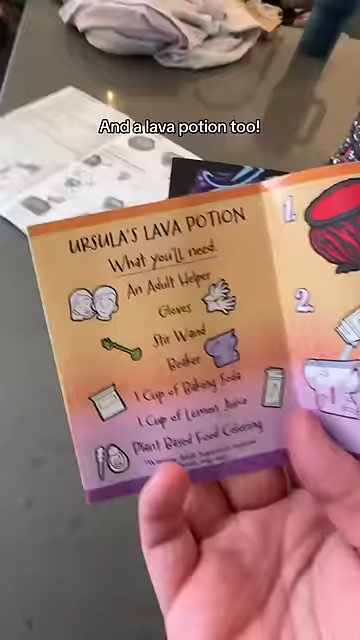 And a lava potion too!
URSULA'S LAVA POTION
What you'll need:
An Adult Helper
Gloves
Stir Wand
Beaker
1 Cup of Baking Soda
1 Cup of Lemon Juice
Plant Based Food Coloring
1.
2.